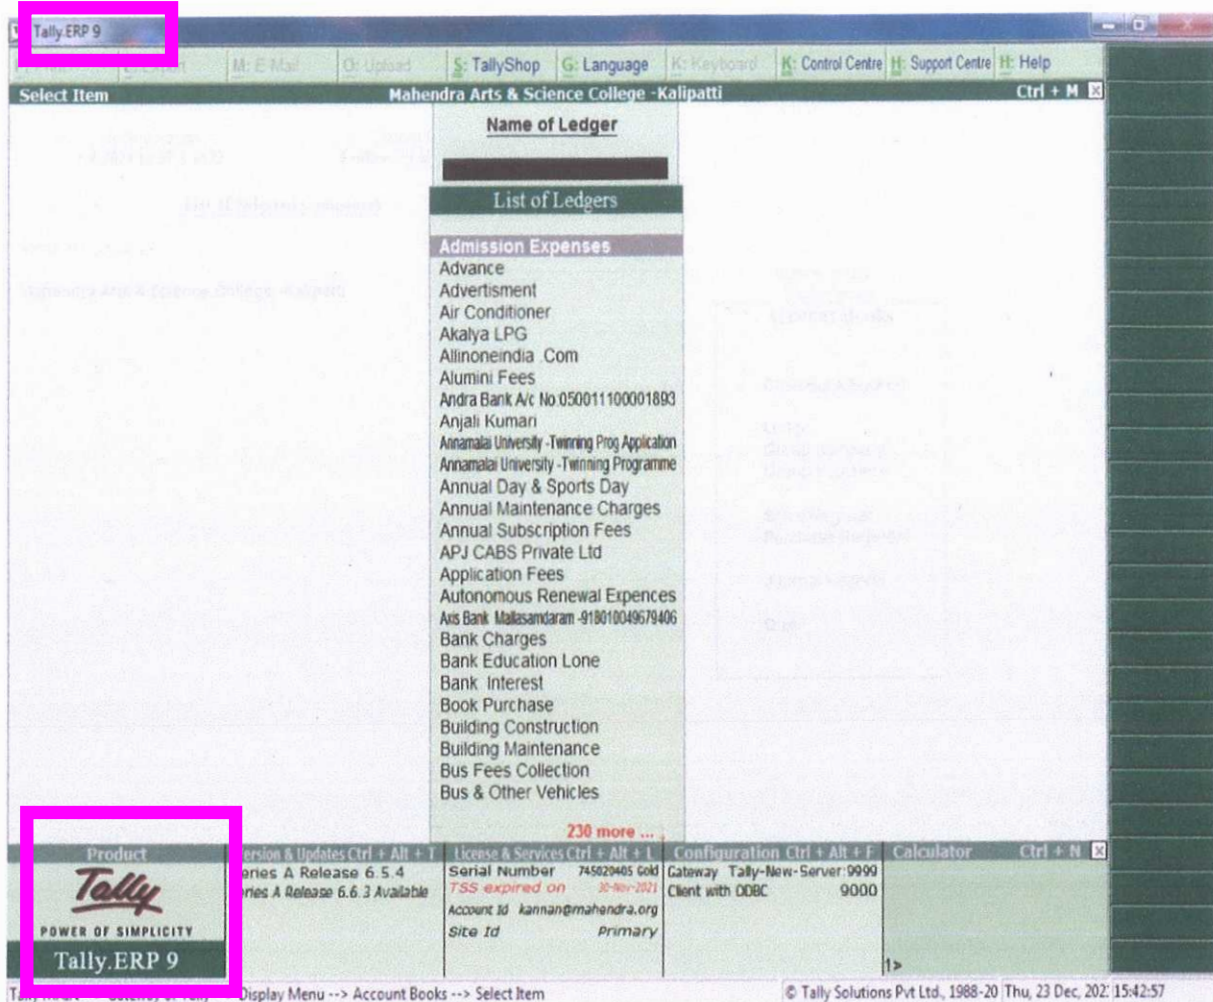 Tally.ERP 9
M: E-Mail O: Upload S: TallyShop G: Language K: Keyboard K: Control Centre H: Support Centre H: Help
Select Item Mahendra Arts & Science College -Kalipatti Ctrl + M
Name of Ledger
List of Ledgers
Admission Expenses
Advance
Advertisment
Air Conditioner
Akalya LPG
Allinoneindia .Com
Alumini Fees
Andra Bank A/c No:050011100001893
Anjali Kumari
Annamalai University -Twinning Prog Application
Annamalai University -Twinning Programme
Annual Day & Sports Day
Annual Maintenance Charges
Annual Subscription Fees
APJ CABS Private Ltd
Application Fees
Autonomous Renewal Expences
Axis Bank Mallasamdaram -918010049679406
Bank Charges
Bank Education Lone
Bank Interest
Book Purchase
Building Construction
Building Maintenance
Bus Fees Collection
Bus & Other Vehicles
230 more ...
Product Version & Updates Ctrl + Alt + T License & Services Ctrl + Alt + L Configuration Ctrl + Alt + F Calculator Ctrl + N
Tally
POWER OF SIMPLICITY
Tally.ERP 9
Series A Release 6.5.4
Series A Release 6.6.3 Available
Serial Number 745020405 Gold
TSS expired on 30-Nov-2021
Account Id kannan@mahendra.org
Site Id Primary
Gateway Tally-New-Server:9999
Client with ODBC 9000
1>
Display Menu --> Account Books --> Select Item © Tally Solutions Pvt Ltd., 1988-20 Thu, 23 Dec, 202 15:42:57